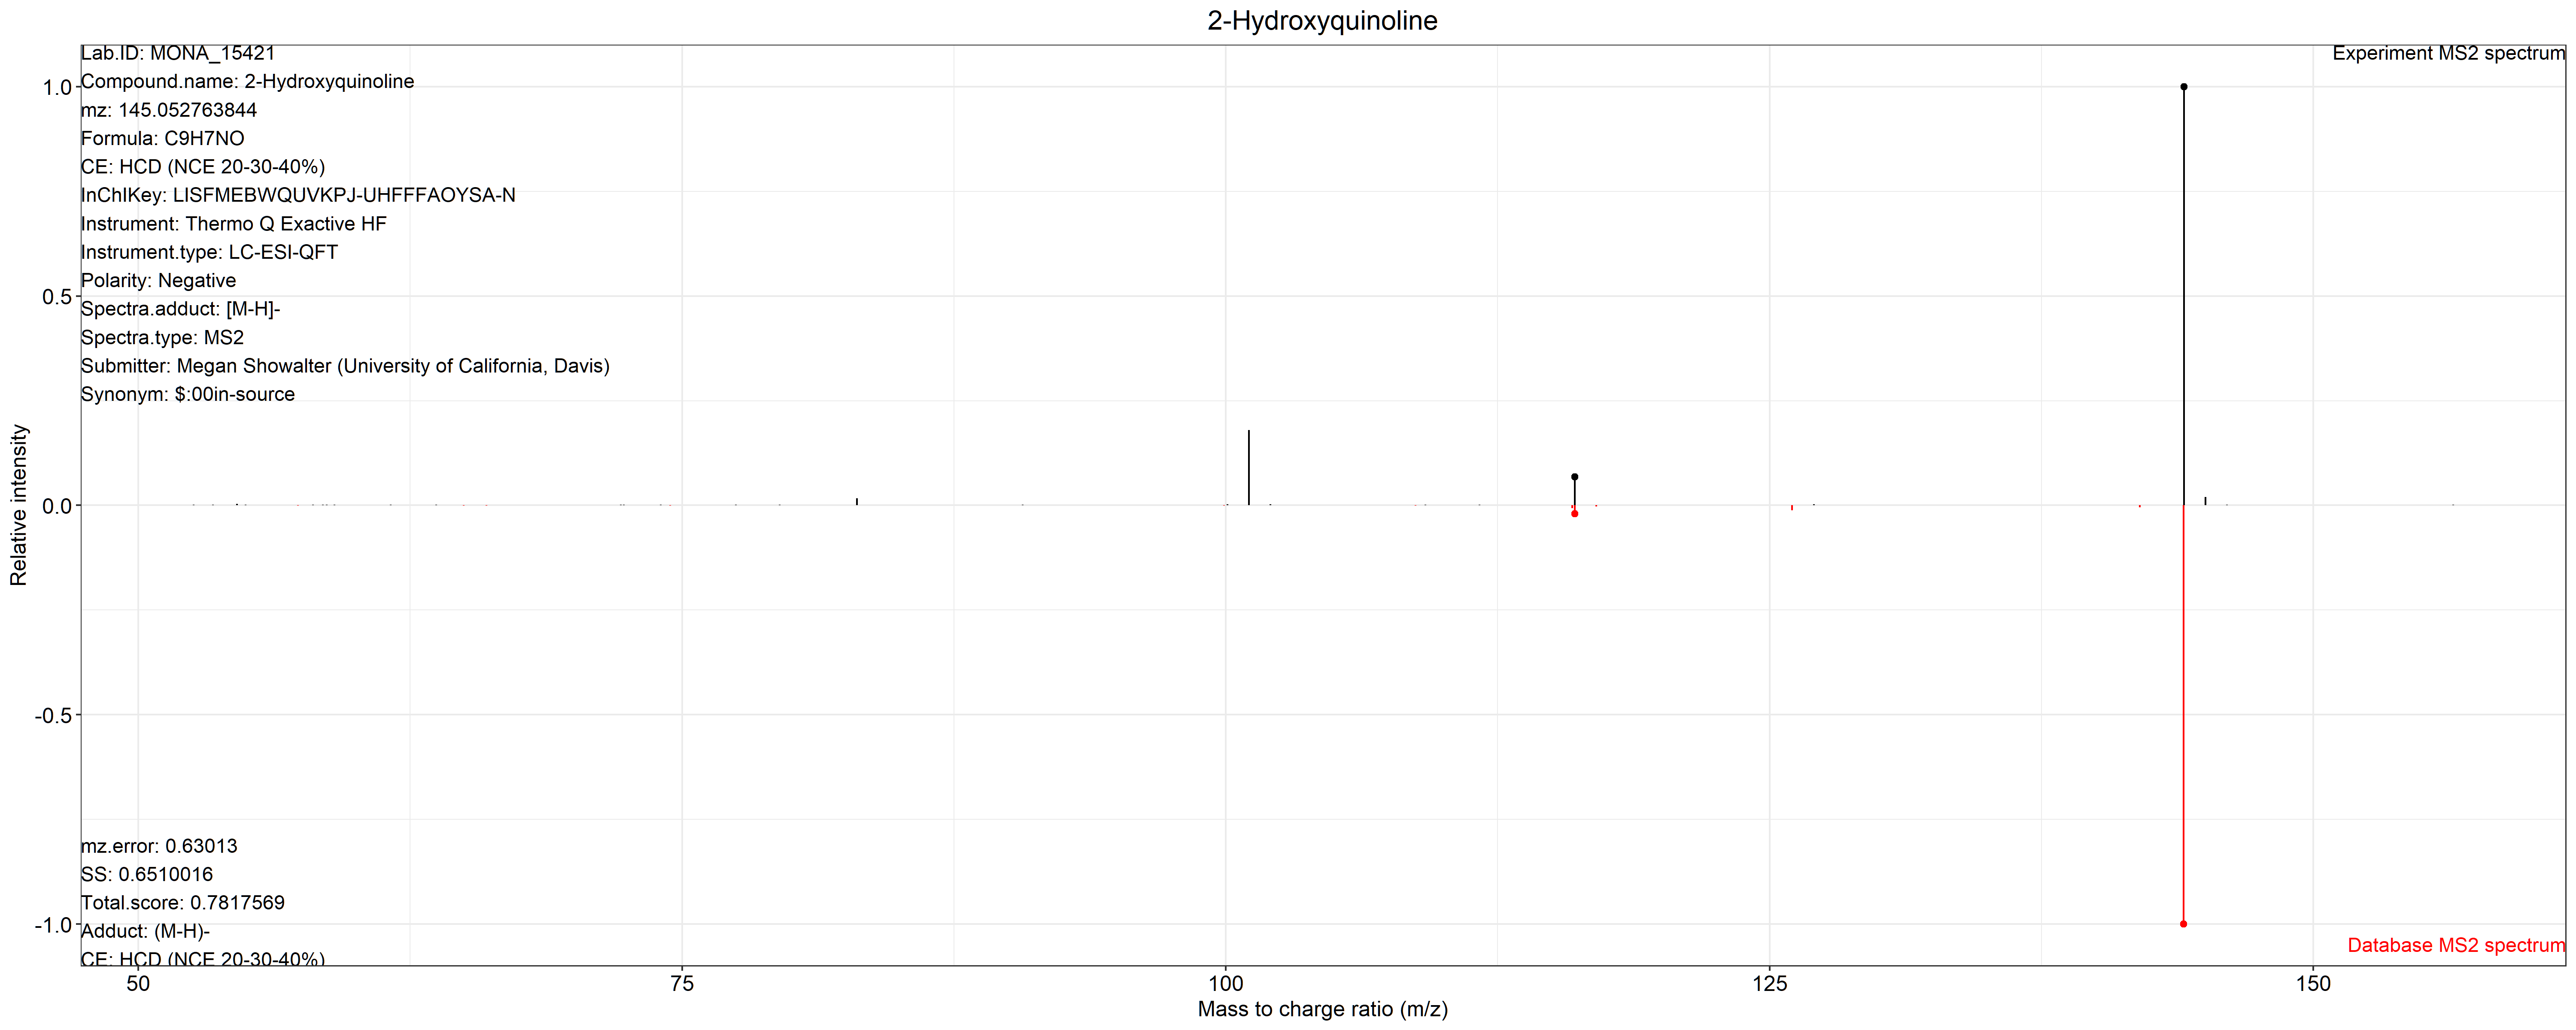 2-Hydroxyquinoline
Lab.ID: MONA_15421
Experiment MS2 spectrum
Compound.name: 2-Hydroxyquinoline
mz: 145.052763844
Formula: C9H7NO
CE: HCD (NCE 20-30-40%)
InChIKey: LISFMEBWQUVKPJ-UHFFFAOYSA-N
Instrument: Thermo Q Exactive HF
Instrument.type: LC-ESI-QFT
Polarity: Negative
Spectra.adduct: [M-H]-
Spectra.type: MS2
Submitter: Megan Showalter (University of California, Davis)
Synonym: $:00in-source
1.0
0.5
0.0
-0.5
-1.0
Relative intensity
mz.error: 0.63013
SS: 0.6510016
Total.score: 0.7817569
Adduct: (M-H)-
CE: HCD (NCE 20-30-40%)
Database MS2 spectrum
50
75
100
125
150
Mass to charge ratio (m/z)